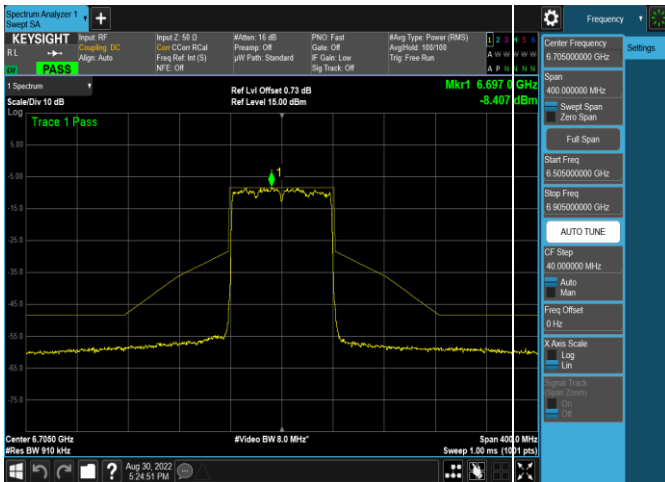 Spectrum Analyzer 1
Swept SA
+
Frequency
KEYSIGHT
R L
LV
PASS
Input: RF
Coupling: DC
Align: Auto
Input Z: 50 Ω
Corr CCorr RCal
Freq Ref: Int (S)
NFE: Off
#Atten: 16 dB
Preamp: Off
µW Path: Standard
PNO: Fast
Gate: Off
IF Gain: Low
Sig Track: Off
#Avg Type: Power (RMS)
Avg|Hold: 100/100
Trig: Free Run
1 2 3 4 5 6
A W W W W W
A P N N N N
1 Spectrum
Scale/Div 10 dB
Log
Ref Lvl Offset 0.73 dB
Ref Level 15.00 dBm
Mkr1 6.697 0 GHz
-8.407 dBm
Trace 1 Pass
1
5.00
-5.00
-15.0
-25.0
-35.0
-45.0
-55.0
-65.0
-75.0
Center 6.7050 GHz
#Res BW 910 kHz
#Video BW 8.0 MHz*
Span 400.0 MHz
Sweep 1.00 ms (1001 pts)
Aug 30, 2022
5:24:51 PM
?
Settings
Center Frequency
6.705000000 GHz
Span
400.000000 MHz
Swept Span
Zero Span
Full Span
Start Freq
6.505000000 GHz
Stop Freq
6.905000000 GHz
AUTO TUNE
CF Step
40.000000 MHz
Auto
Man
Freq Offset
0 Hz
X Axis Scale
Log
Lin
Signal Track
(Span Zoom)
On
Off